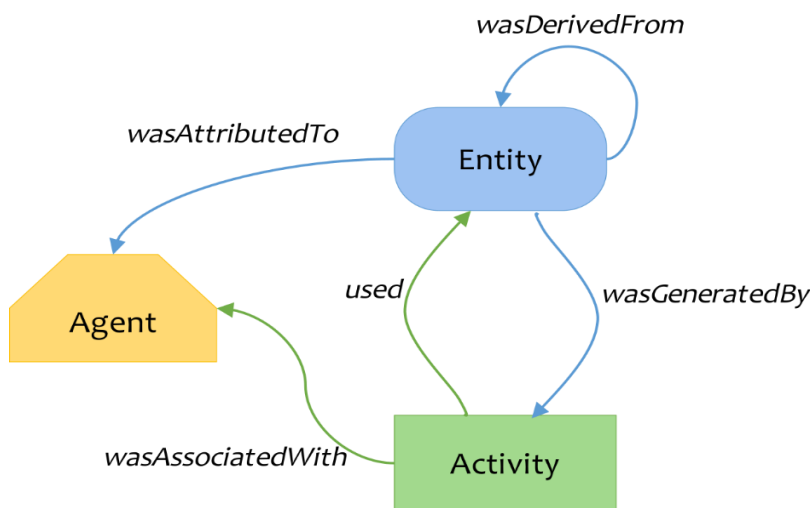 wasDerivedFrom
wasAttributedTo
Entity
used
wasGeneratedBy
Agent
wasAssociatedWith
Activity